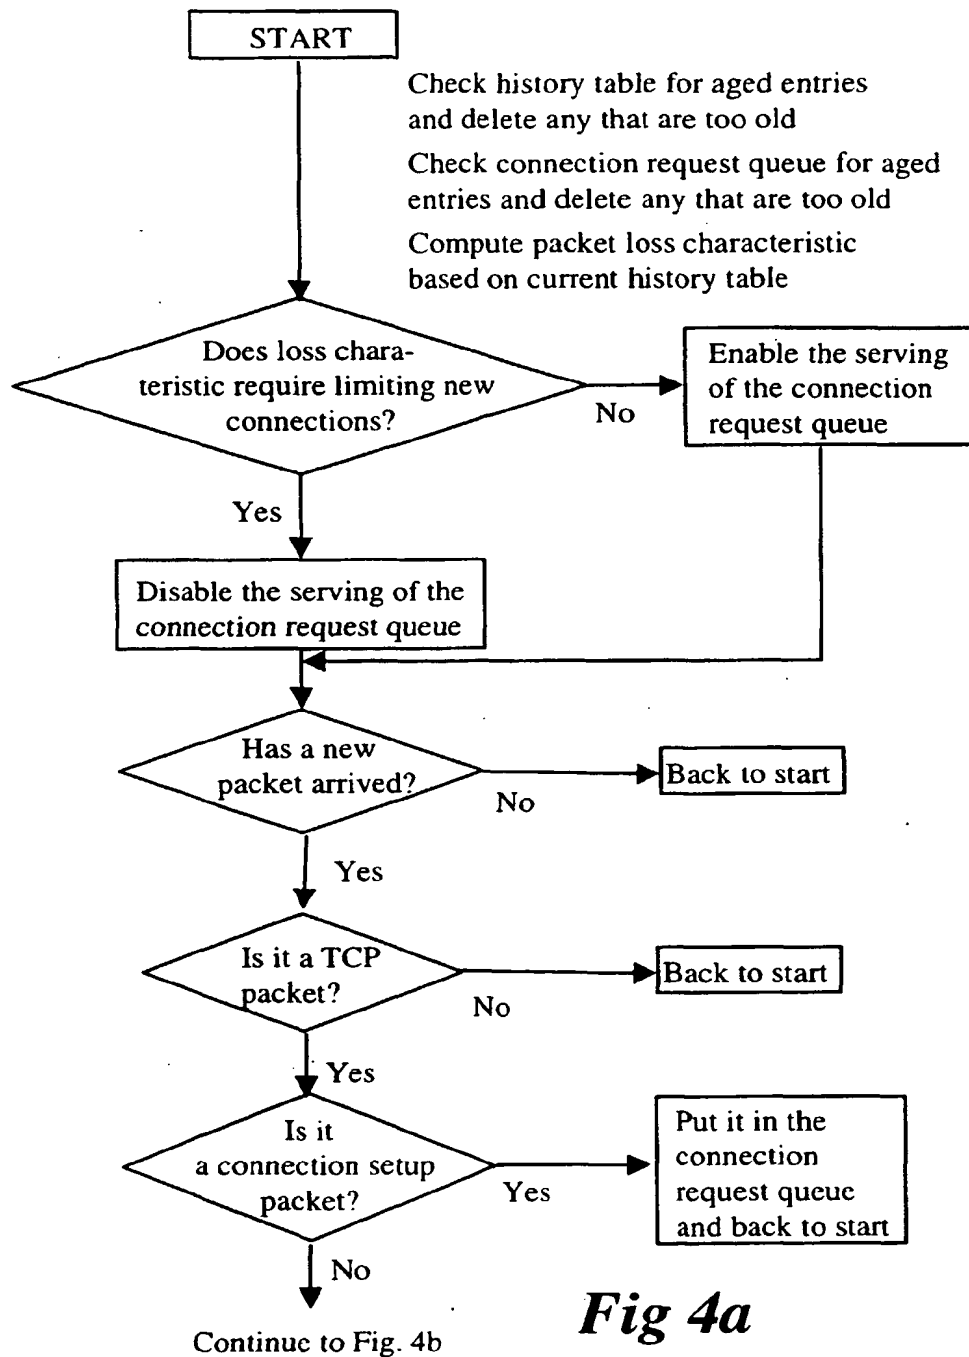 START
Check history table for aged entries
and delete any that are too old
Check connection request queue for aged
entries and delete any that are too old
Compute packet loss characteristic
based on current history table
Does loss chara-
teristic require limiting new
connections?
No
Enable the serving
of the connection
request queue
Yes
Disable the serving of the
connection request queue
Has a new
packet arrived?
No
Back to start
Yes
Is it a TCP
packet?
No
Back to start
Yes
Is it
a connection setup
packet?
Yes
Put it in the
connection
request queue
and back to start
No
Continue to Fig. 4b
Fig 4a